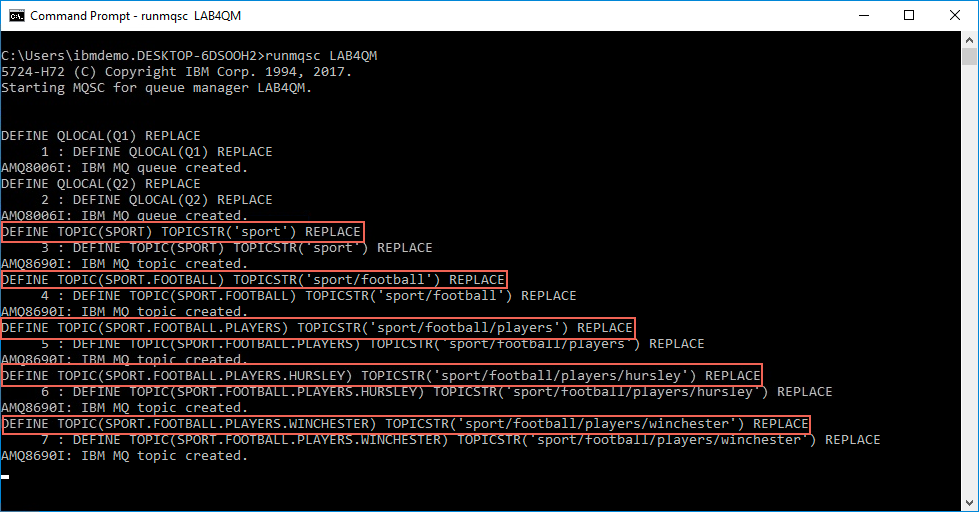 Command Prompt - runmqsc LAB4QM
C:\Users\ibmdemo.DESKTOP-6DSOOH2>runmqsc LAB4QM
5724-H72 (C) Copyright IBM Corp. 1994, 2017.
Starting MQSC for queue manager LAB4QM.
DEFINE QLOCAL(Q1) REPLACE
1 : DEFINE QLOCAL(Q1) REPLACE
AMQ8006I: IBM MQ queue created.
DEFINE QLOCAL(Q2) REPLACE
2 : DEFINE QLOCAL(Q2) REPLACE
AMQ8006I: IBM MQ queue created.
DEFINE TOPIC(SPORT) TOPICSTR('sport') REPLACE
3 : DEFINE TOPIC(SPORT) TOPICSTR('sport') REPLACE
AMQ8690I: IBM MQ topic created.
DEFINE TOPIC(SPORT.FOOTBALL) TOPICSTR('sport/football') REPLACE
4 : DEFINE TOPIC(SPORT.FOOTBALL) TOPICSTR('sport/football') REPLACE
AMQ8690I: IBM MQ topic created.
DEFINE TOPIC(SPORT.FOOTBALL.PLAYERS) TOPICSTR('sport/football/players') REPLACE
5 : DEFINE TOPIC(SPORT.FOOTBALL.PLAYERS) TOPICSTR('sport/football/players') REPLACE
AMQ8690I: IBM MQ topic created.
DEFINE TOPIC(SPORT.FOOTBALL.PLAYERS.HURSLEY) TOPICSTR('sport/football/players/hursley') REPLACE
6 : DEFINE TOPIC(SPORT.FOOTBALL.PLAYERS.HURSLEY) TOPICSTR('sport/football/players/hursley') REPLACE
AMQ8690I: IBM MQ topic created.
DEFINE TOPIC(SPORT.FOOTBALL.PLAYERS.WINCHESTER) TOPICSTR('sport/football/players/winchester') REPLACE
7 : DEFINE TOPIC(SPORT.FOOTBALL.PLAYERS.WINCHESTER) TOPICSTR('sport/football/players/winchester') REPLACE
AMQ8690I: IBM MQ topic created.